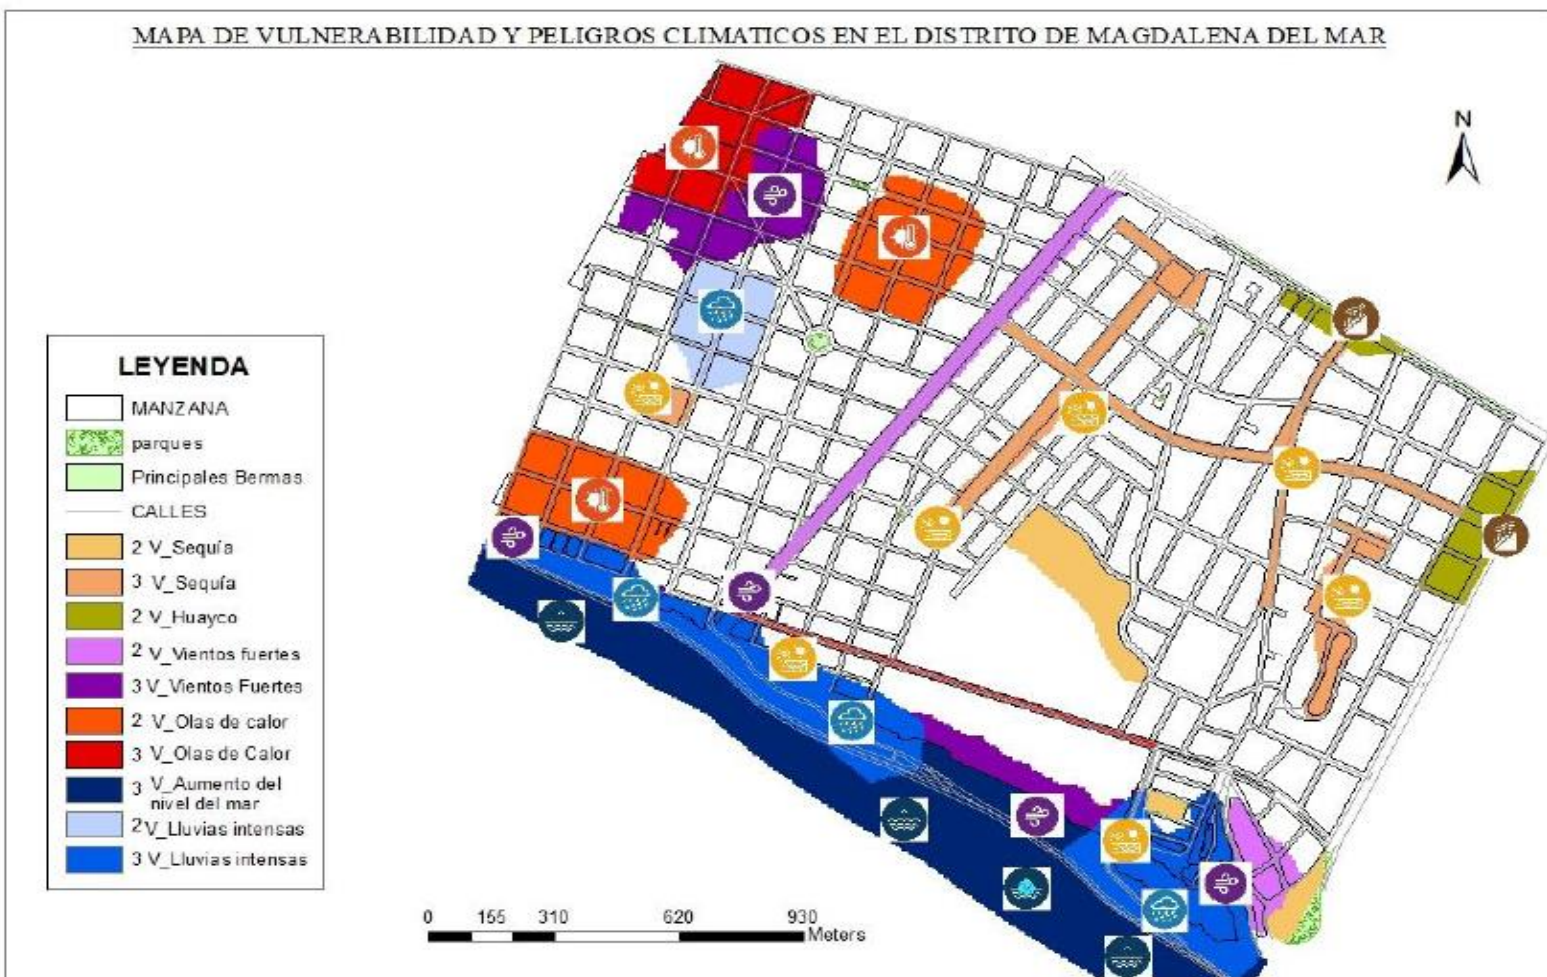 MAPA DE VULNERABILIDAD Y PELIGROS CLIMATICOS EN EL DISTRITO DE MAGDALENA DEL MAR
N
LEYENDA
MANZANA
parques
Principales Bermas
CALLES
2 V_Sequía
3 V_Sequía
2 V_Huayco
2 V_Vientos fuertes
3 V_Vientos Fuertes
2 V_Olas de calor
3 V_Olas de Calor
3 V_Aumento del
nivel del mar
2 V_Lluvias intensas
3 V_Lluvias intensas
0 155 310 620 930
Meters